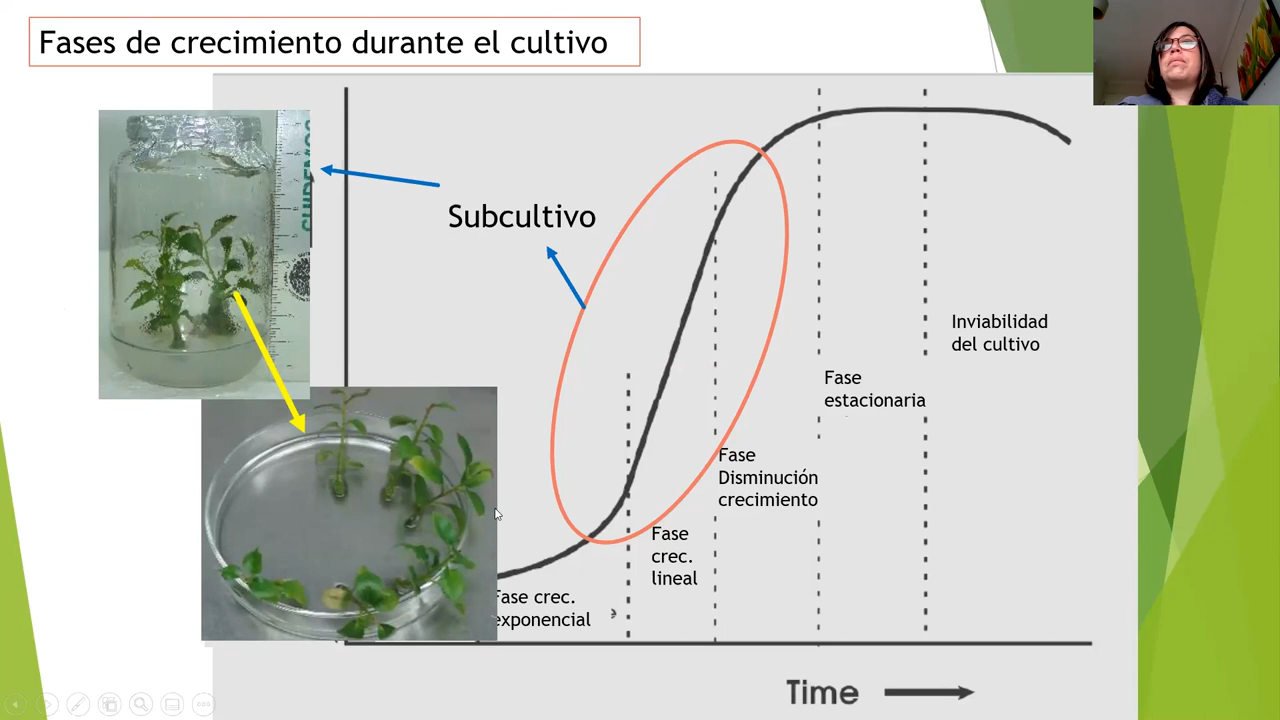 Fases de crecimiento durante el cultivo
Subcultivo
Inviabilidad
del cultivo
Fase
estacionaria
Fase
Disminución
crecimiento
Fase
crec.
lineal
Fase crec.
exponencial
Time